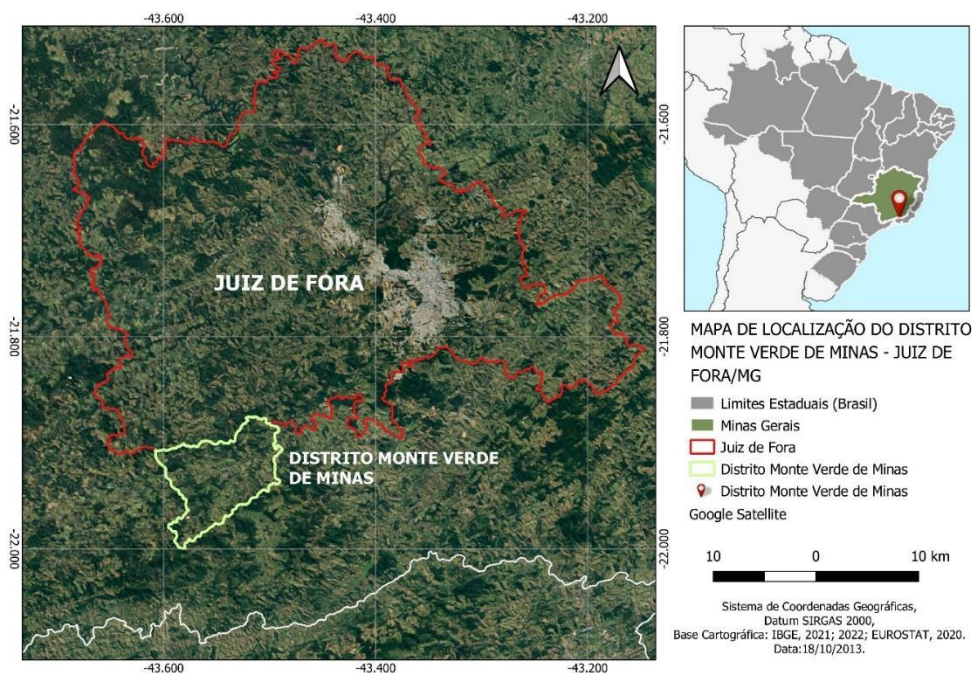 -43.600
-43.400
-43.200
-21.600
-21.600
JUIZ DE FORA
-21.800
-21.800
DISTRITO MONTE VERDE
DE MINAS
-22.000
-22.000
-43.600
-43.400
-43.200
MAPA DE LOCALIZAÇÃO DO DISTRITO
MONTE VERDE DE MINAS - JUIZ DE
FORA/MG
Limites Estaduais (Brasil)
Minas Gerais
Juiz de Fora
Distrito Monte Verde de Minas
Distrito Monte Verde de Minas
Google Satellite
10 0 10 km
Sistema de Coordenadas Geográficas,
Datum SIRGAS 2000,
Base Cartográfica: IBGE, 2021; 2022; EUROSTAT, 2020.
Data:18/10/2013.